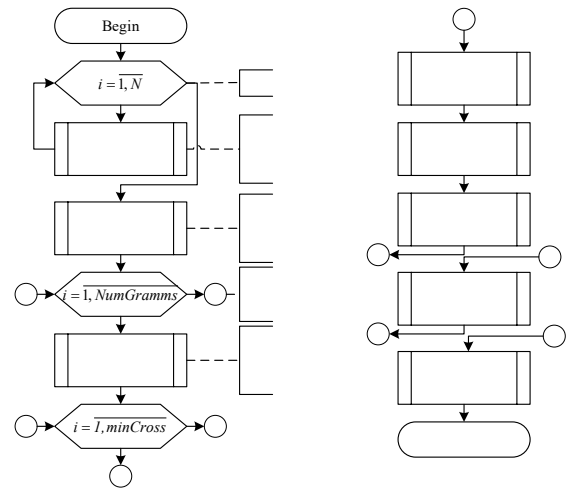 Begin
i = 1, N
i = 1, NumGramms
i = 1, minCross